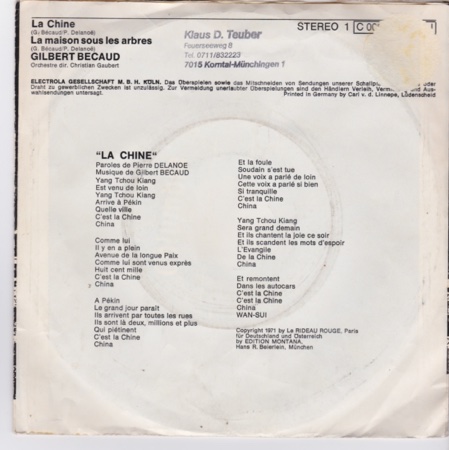 La Chine
(G. Bécaud/P. Delanoë)
La maison sous les arbres
(G. Bécaud/P. Delanoë)
GILBERT BECAUD
Orchestre dir. Christian Gaubert
Klaus D. Teuber
Feuerseeweg 8
Tel. 0711/832223
7015 Korntal-Münchingen 1
STEREO 1 C
ELECTROLA GESELLSCHAFT M. B. H. KÖLN. Das Überspielen sowie das Mitschneiden von Sendungen unserer oder
Draht zu gewerblichen Zwecken ist unzulässig. Zur Vermeidung unerlaubter Überspielungen sind den Händlern Verleih, und Aus-
wahlsendungen untersagt. Printed in Germany by Carl v. d. Linnepe, Lüdenscheid
"LA CHINE"
Paroles de Pierre DELANOE
Musique de Gilbert BECAUD
Yang Tchou Kiang
Est venu de loin
Yang Tchou Kiang
Arrive à Pékin
Quelle ville
C'est la Chine
China
Comme lui
Il y en a plein
Avenue de la longue Paix
Comme lui sont venus exprès
Huit cent mille
C'est la Chine
China
A Pékin
Le grand jour paraît
Ils arrivent par toutes les rues
Ils sont là deux, millions et plus
Qui piétinent
C'est la Chine
China
Et la foule
Soudain s'est tue
Une voix a parlé de loin
Cette voix a parlé si bien
Si tranquille
C'est la Chine
China
Yang Tchou Kiang
Sera grand demain
Et ils chantent la joie ce soir
Et ils scandent les mots d'espoir
L'Evangile
De la Chine
China
Et remontent
Dans les autocars
C'est la Chine
C'est la Chine
China
WAN-SUI
Copyright 1971 by Le RIDEAU ROUGE, Paris
für Deutschland und Österreich
by EDITION MONTANA,
Hans R. Beierlein, München